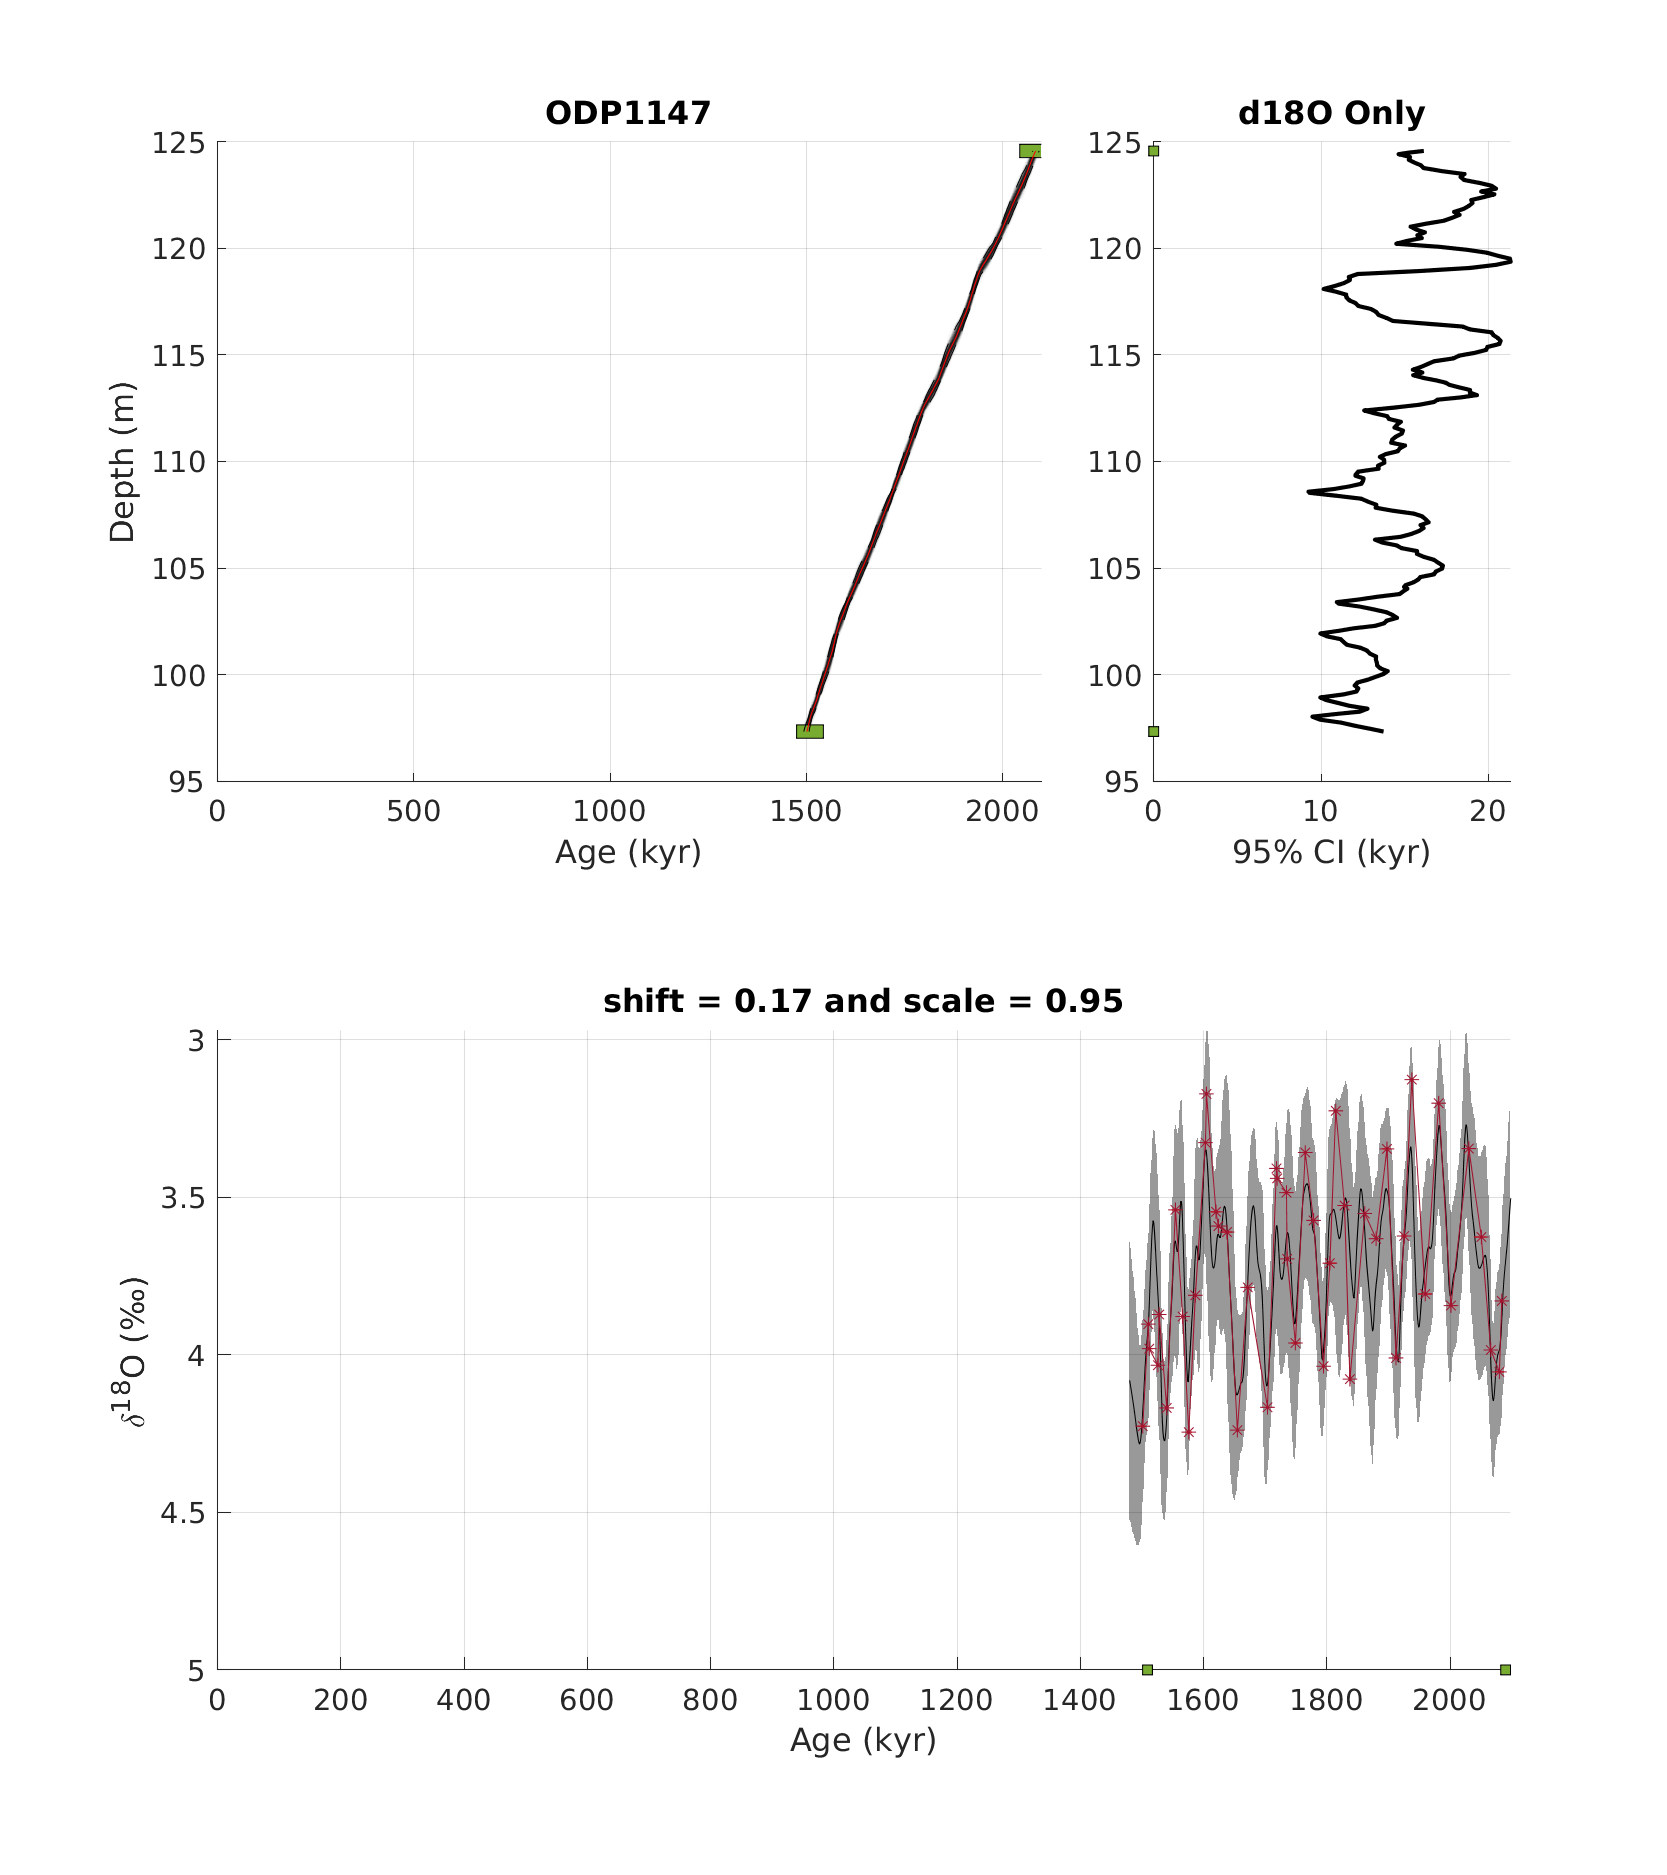 ODP1147
125
120
115
110
105
100
95
Depth (m)
0 500 1000 1500 2000
Age (kyr)
d18O Only
125
120
115
110
105
100
95
0 10 20
95% CI (kyr)
shift = 0.17 and scale = 0.95
3
3.5
4
4.5
5
δ¹⁸O (‰)
0 200 400 600 800 1000 1200 1400 1600 1800 2000
Age (kyr)